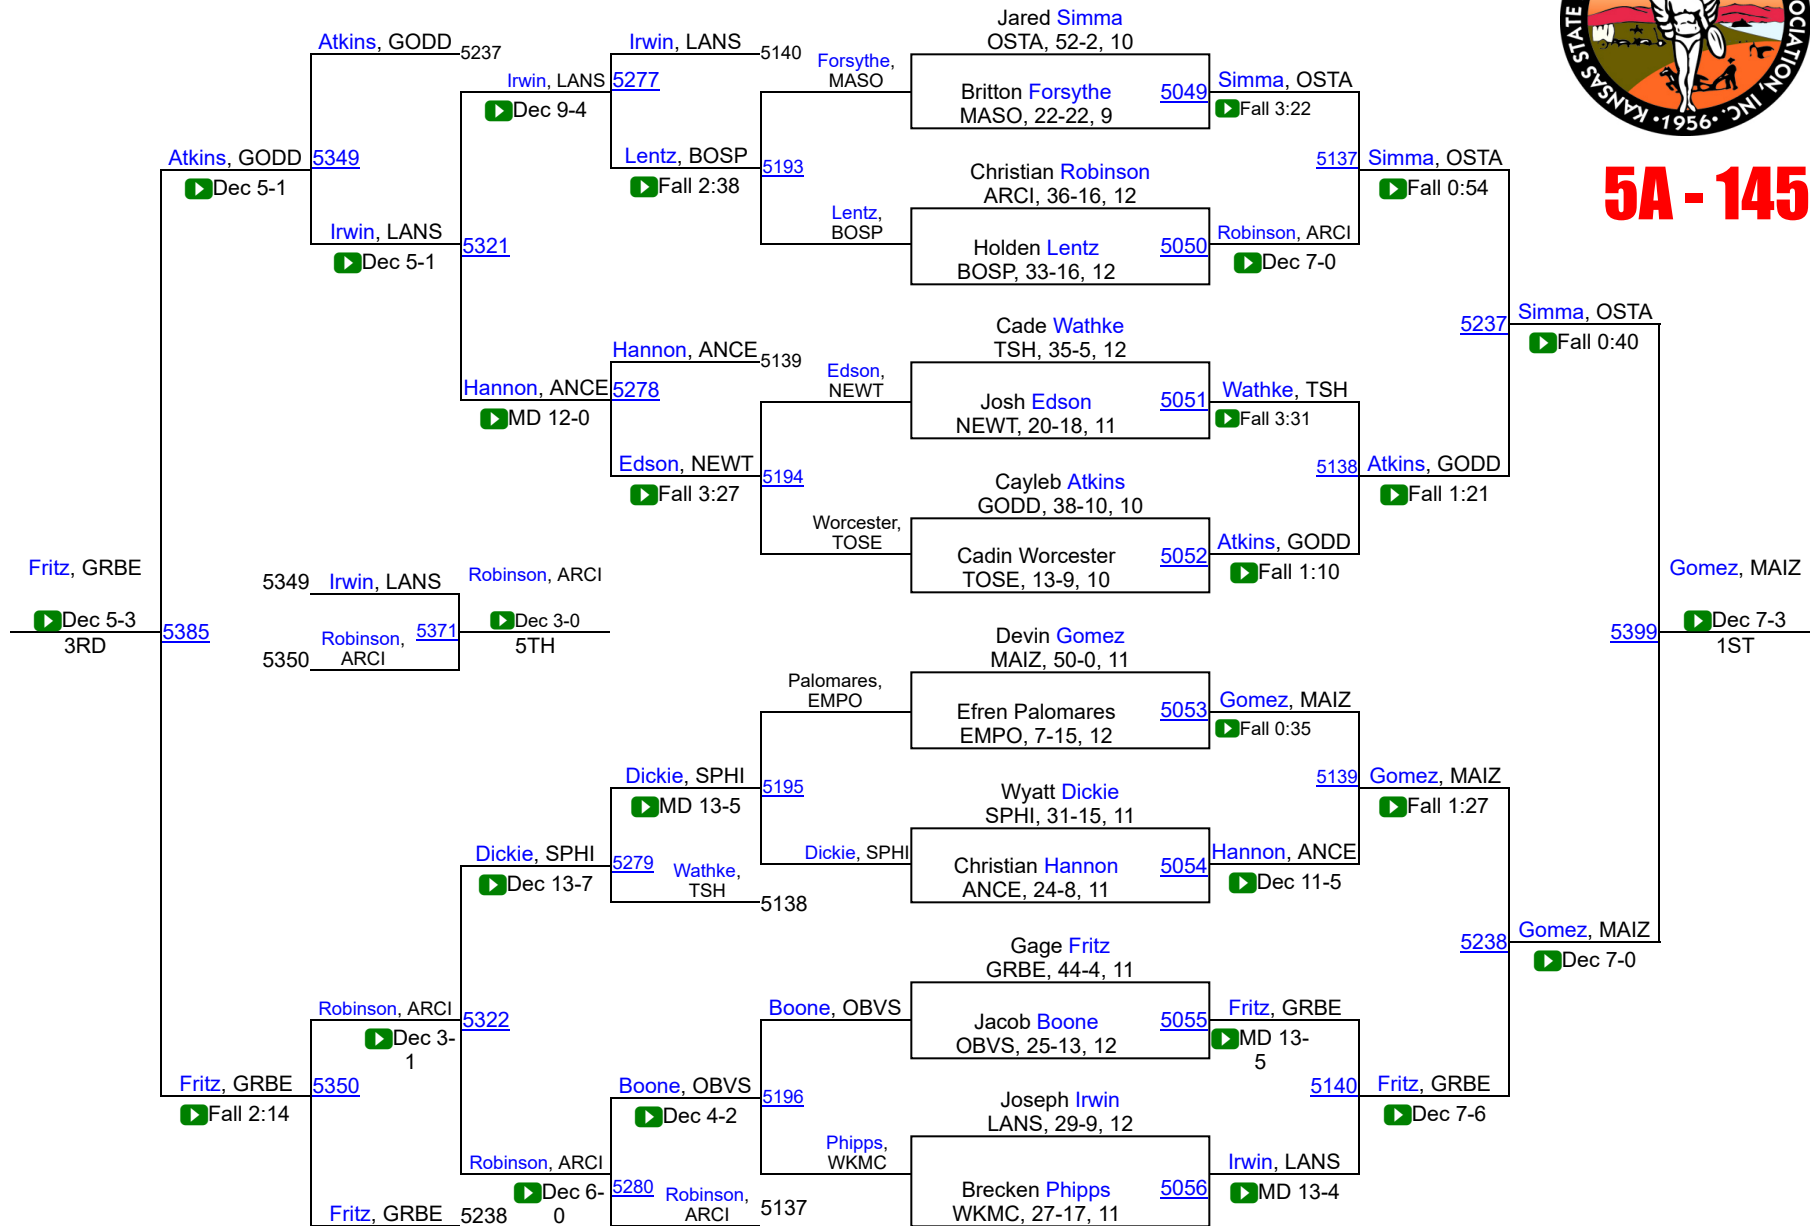 Jared Simma
OSTA, 52-2, 10
Atkins, GODD
5237
Irwin, LANS
5140
Forsythe,
MASO
Irwin, LANS
5277
Dec 9-4
Britton Forsythe
MASO, 22-22, 9
5049
Simma, OSTA
Fall 3:22
KANSAS STATE
OCIATION, INC.
•1956•
Atkins, GODD
5349
Dec 5-1
Lentz, BOSP
5193
Fall 2:38
Christian Robinson
ARCI, 36-16, 12
5137
Simma, OSTA
Fall 0:54
5A - 145
Irwin, LANS
5321
Dec 5-1
Lentz,
BOSP
Holden Lentz
BOSP, 33-16, 12
5050
Robinson, ARCI
Dec 7-0
Cade Wathke
TSH, 35-5, 12
5237
Simma, OSTA
Fall 0:40
Hannon, ANCE
5139
Edson,
NEWT
Hannon, ANCE
5278
MD 12-0
Josh Edson
NEWT, 20-18, 11
5051
Wathke, TSH
Fall 3:31
Edson, NEWT
5194
Fall 3:27
Cayleb Atkins
GODD, 38-10, 10
5138
Atkins, GODD
Fall 1:21
Worcester,
TOSE
Cadin Worcester
TOSE, 13-9, 10
5052
Atkins, GODD
Fall 1:10
Fritz, GRBE
5349
Irwin, LANS
Robinson, ARCI
Gomez, MAIZ
Dec 5-3
3RD
5385
5350
Robinson,
ARCI
5371
Dec 3-0
5TH
Devin Gomez
MAIZ, 50-0, 11
5399
Dec 7-3
1ST
Palomares,
EMPO
Efren Palomares
EMPO, 7-15, 12
5053
Gomez, MAIZ
Fall 0:35
Dickie, SPHI
5195
MD 13-5
Wyatt Dickie
SPHI, 31-15, 11
5139
Gomez, MAIZ
Fall 1:27
Dickie, SPHI
5279
Dec 13-7
Wathke,
TSH
5138
Dickie, SPHI
Christian Hannon
ANCE, 24-8, 11
5054
Hannon, ANCE
Dec 11-5
Gage Fritz
GRBE, 44-4, 11
5238
Gomez, MAIZ
Dec 7-0
Robinson, ARCI
5322
Dec 3-
1
Boone, OBVS
Jacob Boone
OBVS, 25-13, 12
5055
Fritz, GRBE
MD 13-
5
Fritz, GRBE
5350
Fall 2:14
Boone, OBVS
5196
Dec 4-2
Joseph Irwin
LANS, 29-9, 12
5140
Fritz, GRBE
Dec 7-6
Phipps,
WKMC
Robinson, ARCI
5280
Dec 6-
0
Robinson,
ARCI
5137
Brecken Phipps
WKMC, 27-17, 11
5056
Irwin, LANS
MD 13-4
Fritz, GRBE
5238